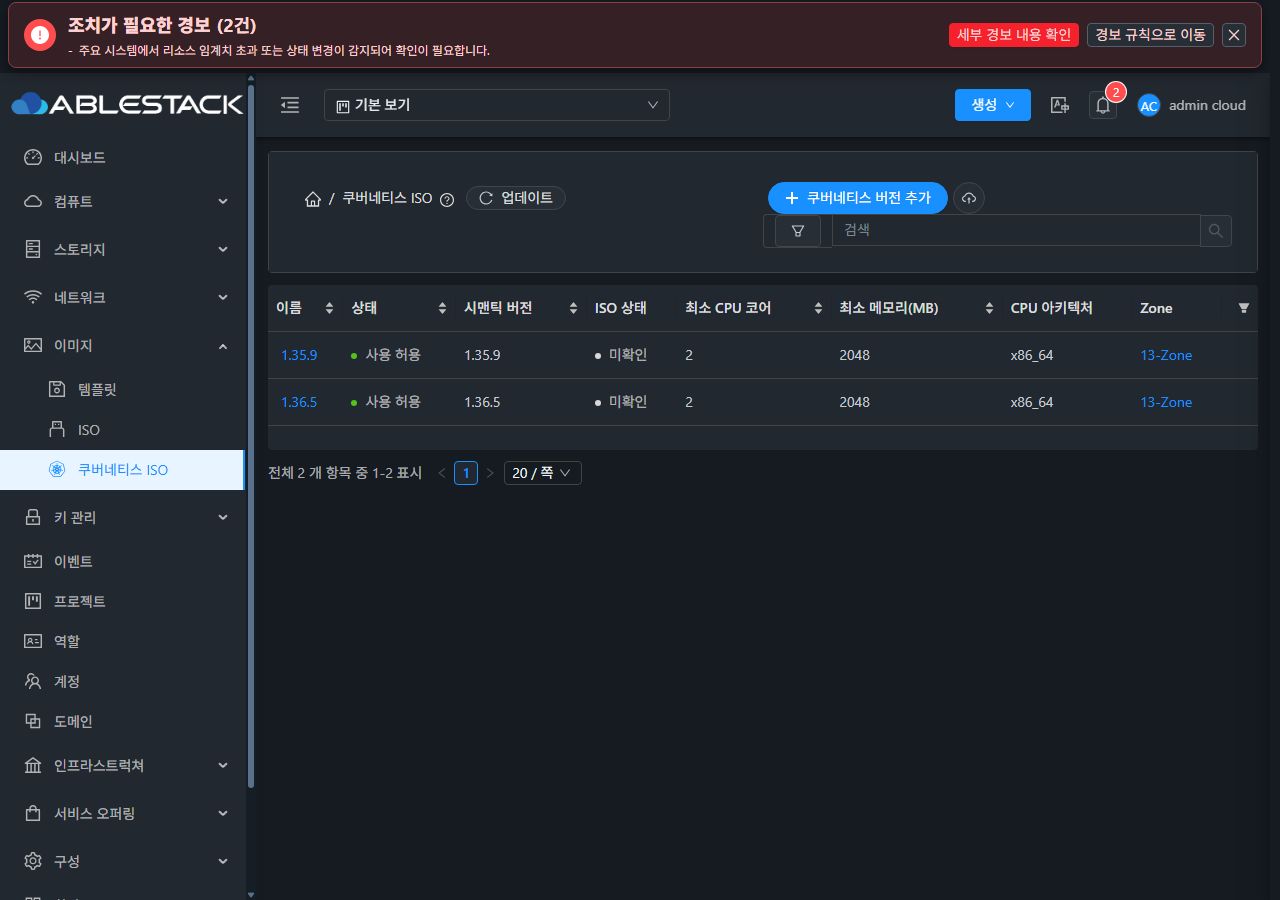 조치가 필요한 경보 (2건)
- 주요 시스템에서 리소스 임계치 초과 또는 상태 변경이 감지되어 확인이 필요합니다.
세부 경보 내용 확인
경보 규칙으로 이동
ABLESTACK
기본 보기
생성
2
AC
admin cloud
대시보드
컴퓨트
스토리지
네트워크
이미지
템플릿
ISO
쿠버네티스 ISO
키 관리
이벤트
프로젝트
역할
계정
도메인
인프라스트럭쳐
서비스 오퍼링
구성
/ 쿠버네티스 ISO
업데이트
쿠버네티스 버전 추가
검색
이름 상태 시맨틱 버전 ISO 상태 최소 CPU 코어 최소 메모리(MB) CPU 아키텍처 Zone
1.35.9 사용 허용 1.35.9 미확인 2 2048 x86_64 13-Zone
1.36.5 사용 허용 1.36.5 미확인 2 2048 x86_64 13-Zone
전체 2 개 항목 중 1-2 표시 < 1 > 20 / 쪽